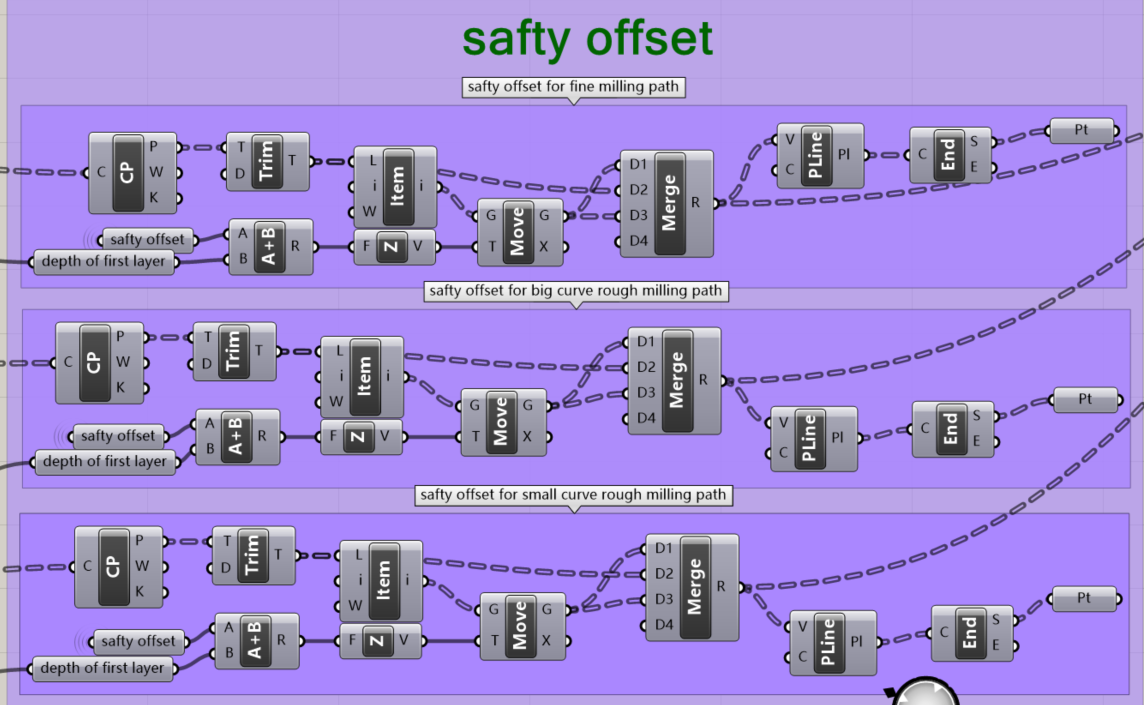 safty offset
safty offset for fine milling path
C CP P W K
T D Trim T
L i W Item i
safty offset
depth of first layer
A B A+B R
F Z V
G T Move G X
D1 D2 D3 D4 Merge R
V C PLine Pl
C End S E
Pt
safty offset for big curve rough milling path
C CP P W K
T D Trim T
L i W Item i
safty offset
depth of first layer
A B A+B R
F Z V
G T Move G X
D1 D2 D3 D4 Merge R
V C PLine Pl
C End S E
Pt
safty offset for small curve rough milling path
C CP P W K
T D Trim T
L i W Item i
safty offset
depth of first layer
A B A+B R
F Z V
G T Move G X
D1 D2 D3 D4 Merge R
V C PLine Pl
C End S E
Pt